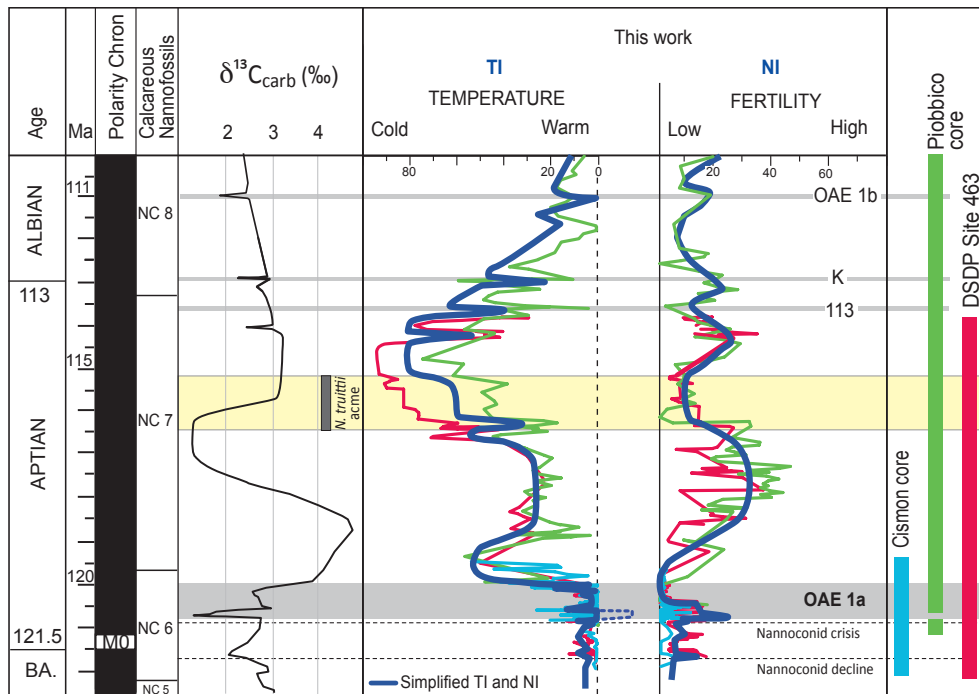 This work
TI
NI
TEMPERATURE
FERTILITY
Cold
Warm
Low
High
Age
Ma
Polarity Chron
Calcareous
Nannofossils
δ13Ccarb (‰)
2
3
4
80
20
0
20
40
60
Piobbico
core
DSDP Site 463
Cismon core
ALBIAN
APTIAN
BA.
111
113
115
120
121.5
M0
NC 8
NC 7
NC 6
NC 5
N. truittii
acme
OAE 1b
K
113
OAE 1a
Nannoconid crisis
Nannoconid decline
Simplified TI and NI